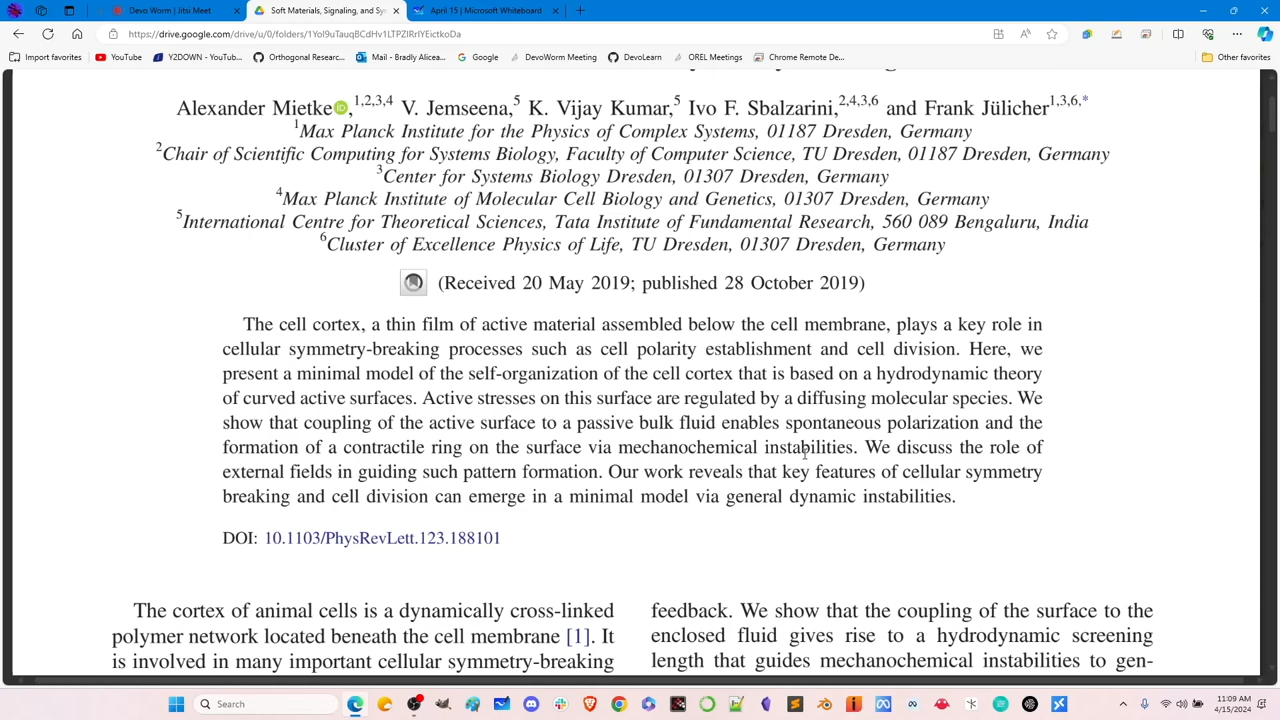 Devo Worm | Jitsi Meet
Soft Materials, Signaling, and Sy
April 15 | Microsoft Whiteboard
https://drive.google.com/drive/u/0/folders/1Yol9uTauqBCdHv1LTPZlRrIYEictkoDa
Import favorites
YouTube
Y2DOWN - YouTub...
Orthogonal Researc...
Mail - Bradly Alicea...
Google
DevoWorm Meeting
DevoLearn
OREL Meetings
Chrome Remote De...
Other favorites
Alexander Mietke, 1,2,3,4 V. Jemseena,5 K. Vijay Kumar,5 Ivo F. Sbalzarini,2,4,3,6 and Frank Jülicher1,3,6,*
1Max Planck Institute for the Physics of Complex Systems, 01187 Dresden, Germany
2Chair of Scientific Computing for Systems Biology, Faculty of Computer Science, TU Dresden, 01187 Dresden, Germany
3Center for Systems Biology Dresden, 01307 Dresden, Germany
4Max Planck Institute of Molecular Cell Biology and Genetics, 01307 Dresden, Germany
5International Centre for Theoretical Sciences, Tata Institute of Fundamental Research, 560 089 Bengaluru, India
6Cluster of Excellence Physics of Life, TU Dresden, 01307 Dresden, Germany
(Received 20 May 2019; published 28 October 2019)
The cell cortex, a thin film of active material assembled below the cell membrane, plays a key role in
cellular symmetry-breaking processes such as cell polarity establishment and cell division. Here, we
present a minimal model of the self-organization of the cell cortex that is based on a hydrodynamic theory
of curved active surfaces. Active stresses on this surface are regulated by a diffusing molecular species. We
show that coupling of the active surface to a passive bulk fluid enables spontaneous polarization and the
formation of a contractile ring on the surface via mechanochemical instabilities. We discuss the role of
external fields in guiding such pattern formation. Our work reveals that key features of cellular symmetry
breaking and cell division can emerge in a minimal model via general dynamic instabilities.
DOI: 10.1103/PhysRevLett.123.188101
The cortex of animal cells is a dynamically cross-linked
polymer network located beneath the cell membrane [1]. It
is involved in many important cellular symmetry-breaking
feedback. We show that the coupling of the surface to the
enclosed fluid gives rise to a hydrodynamic screening
length that guides mechanochemical instabilities to gen-
Search
11:09 AM
4/15/2024